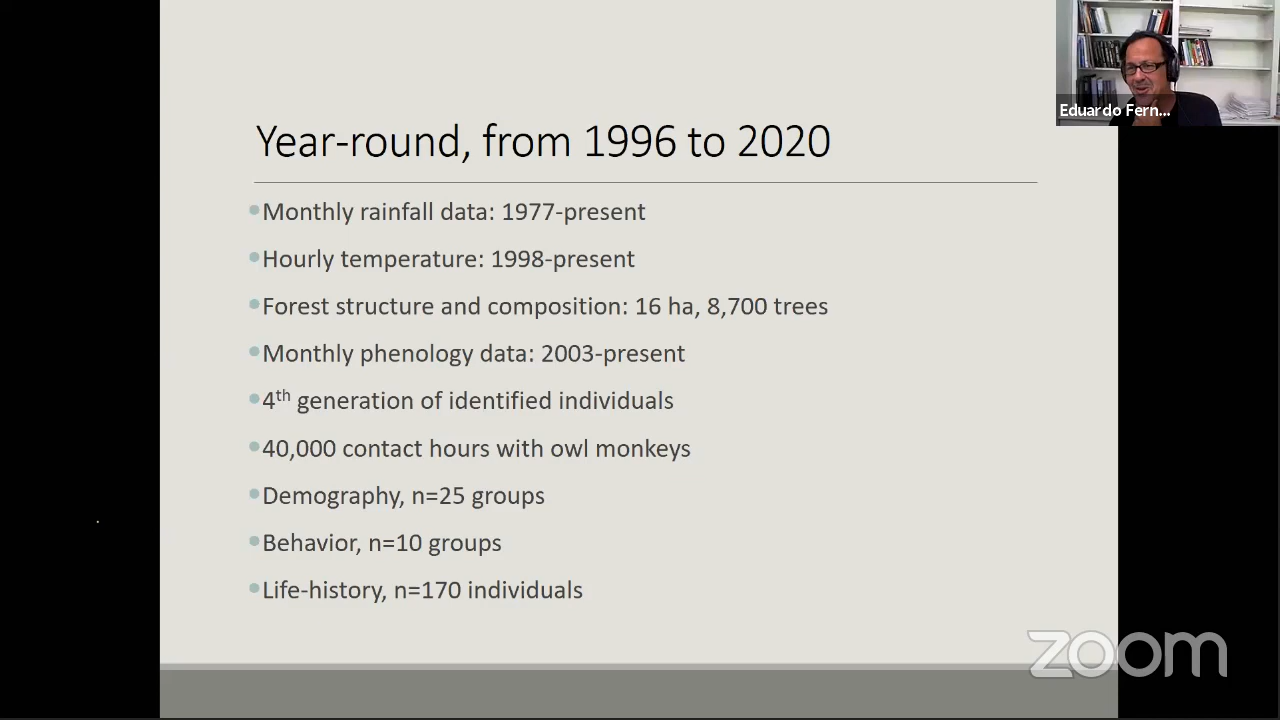 Eduardo Fern...
Year-round, from 1996 to 2020
Monthly rainfall data: 1977-present
Hourly temperature: 1998-present
Forest structure and composition: 16 ha, 8,700 trees
Monthly phenology data: 2003-present
4th generation of identified individuals
40,000 contact hours with owl monkeys
Demography, n=25 groups
Behavior, n=10 groups
Life-history, n=170 individuals
zoom